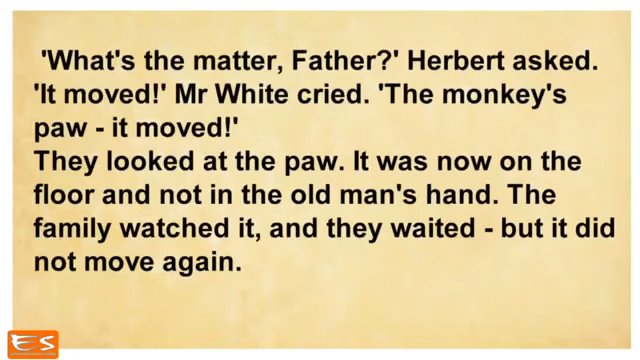 'What's the matter, Father?' Herbert asked.
'It moved!' Mr White cried. 'The monkey's
paw - it moved!'
They looked at the paw. It was now on the
floor and not in the old man's hand. The
family watched it, and they waited - but it did
not move again.
ES